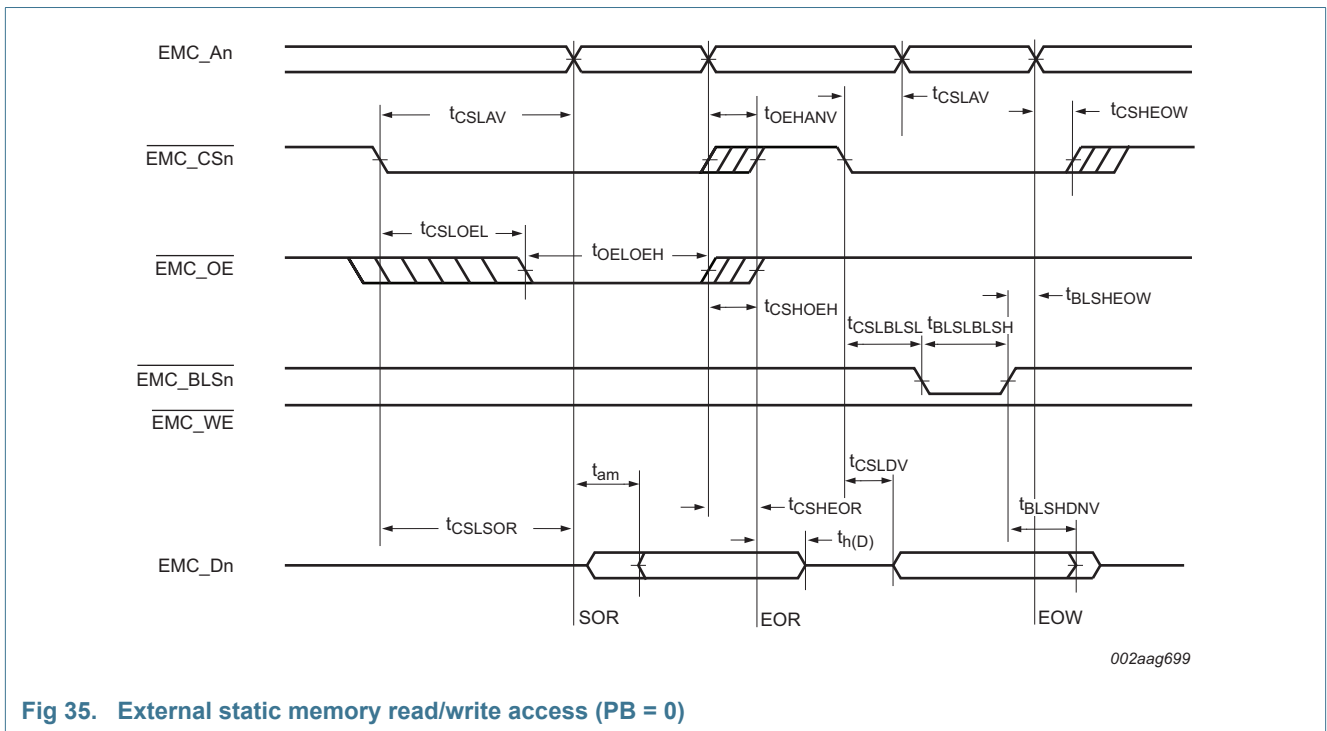 EMC_An
tCSLAV
tOEHANV
tCSLAV
tCSHEOW
EMC_CSn
tCSLOEL
tOELOEH
EMC_OE
tCSHOEH
tBLSHEOW
tCSLBLSL
tBLSLBLSH
EMC_BLSn
EMC_WE
tam
tCSLDV
tCSLSOR
tCSHEOR
tBLSHDNV
th(D)
EMC_Dn
SOR
EOR
EOW
002aag699
Fig 35. External static memory read/write access (PB = 0)